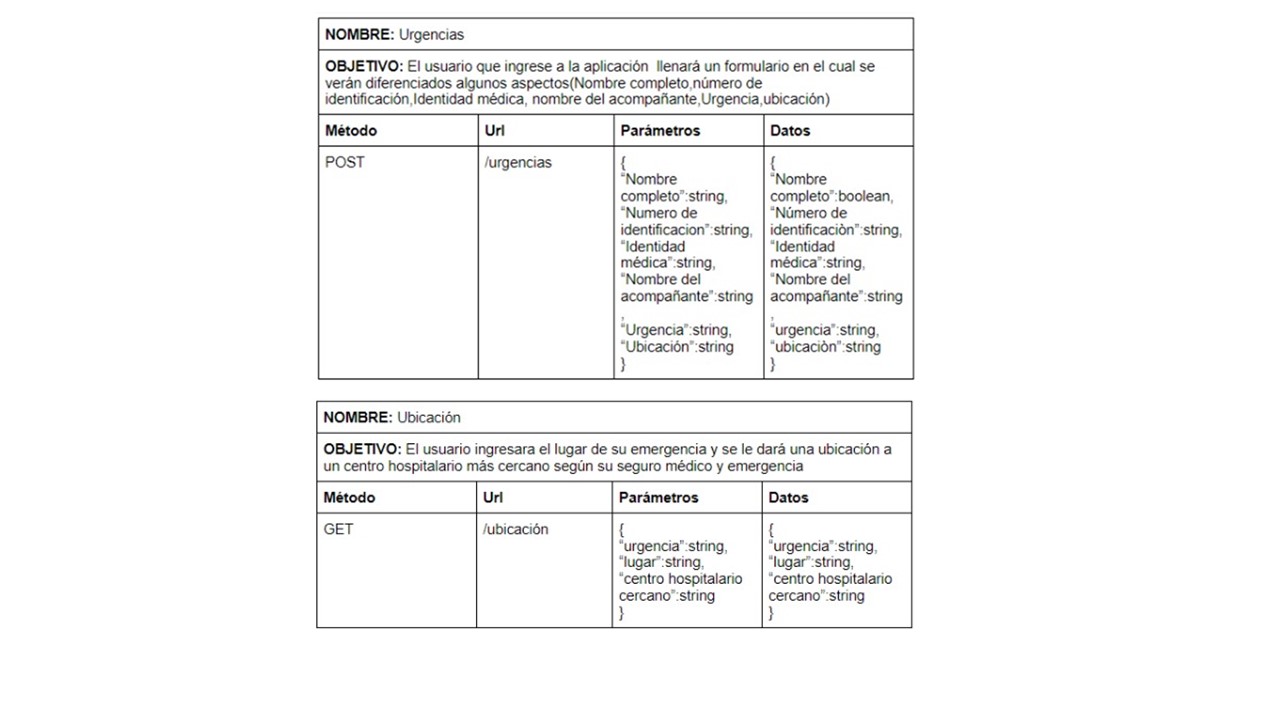 NOMBRE: Urgencias
OBJETIVO: El usuario que ingrese a la aplicación llenará un formulario en el cual se
verán diferenciados algunos aspectos(Nombre completo,número de
identificación,Identidad médica, nombre del acompañante,Urgencia,ubicación)
Método Url Parámetros Datos
POST
/urgencias
{
“Nombre
completo”:string,
“Numero de
identificacion”:string,
“Identidad
médica”:string,
“Nombre del
acompañante”:string
,
“Urgencia”:string,
“Ubicación”:string
}
{
“Nombre
completo”:boolean,
“Número de
identificaciòn”:string,
“Identidad
médica”:string,
“Nombre del
acompañante”:string
,
“urgencia”:string,
“ubicaciòn”:string
}
NOMBRE: Ubicación
OBJETIVO: El usuario ingresara el lugar de su emergencia y se le dará una ubicación a
un centro hospitalario más cercano según su seguro médico y emergencia
Método Url Parámetros Datos
GET
/ubicación
{
“urgencia”:string,
“lugar”:string,
“centro hospitalario
cercano”:string
}
{
“urgencia”:string,
“lugar”:string,
“centro hospitalario
cercano”:string
}